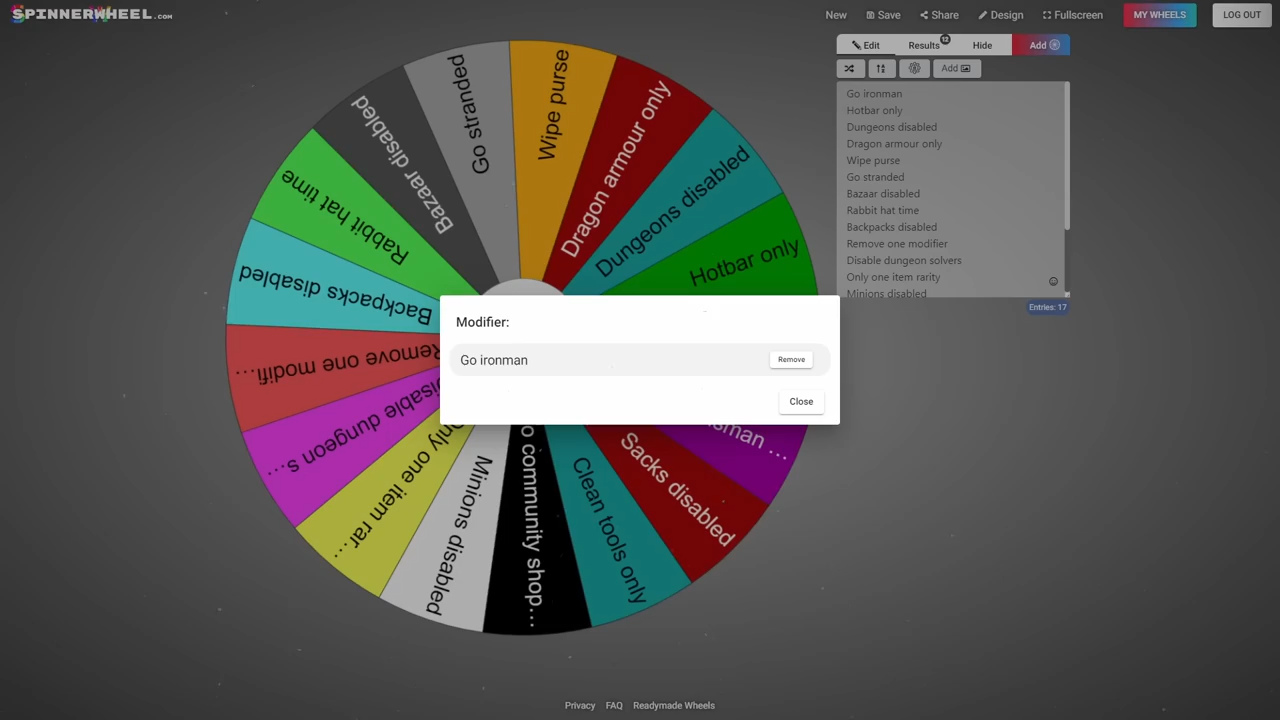 SPINNERWHEEL.COM
New
Save
Share
Design
Fullscreen
MY WHEELS
LOG OUT
Edit
Results
12
Hide
Add
Add
Go ironman
Hotbar only
Dungeons disabled
Dragon armour only
Wipe purse
Go stranded
Bazaar disabled
Rabbit hat time
Backpacks disabled
Remove one modifier
Disable dungeon solvers
Only one item rarity
Minions disabled
Entries: 17
Hotbar only
Dungeons disabled
Dragon armour only
Wipe purse
Go stranded
Bazaar disabled
Rabbit hat time
Backpacks disabled
Remove one modifi...
Disable dungeon s...
Only one item rar...
Minions disabled
o community shop...
Clean tools only
Sacks disabled
sman ...
Modifier:
Go ironman
Remove
Close
Privacy
FAQ
Readymade Wheels